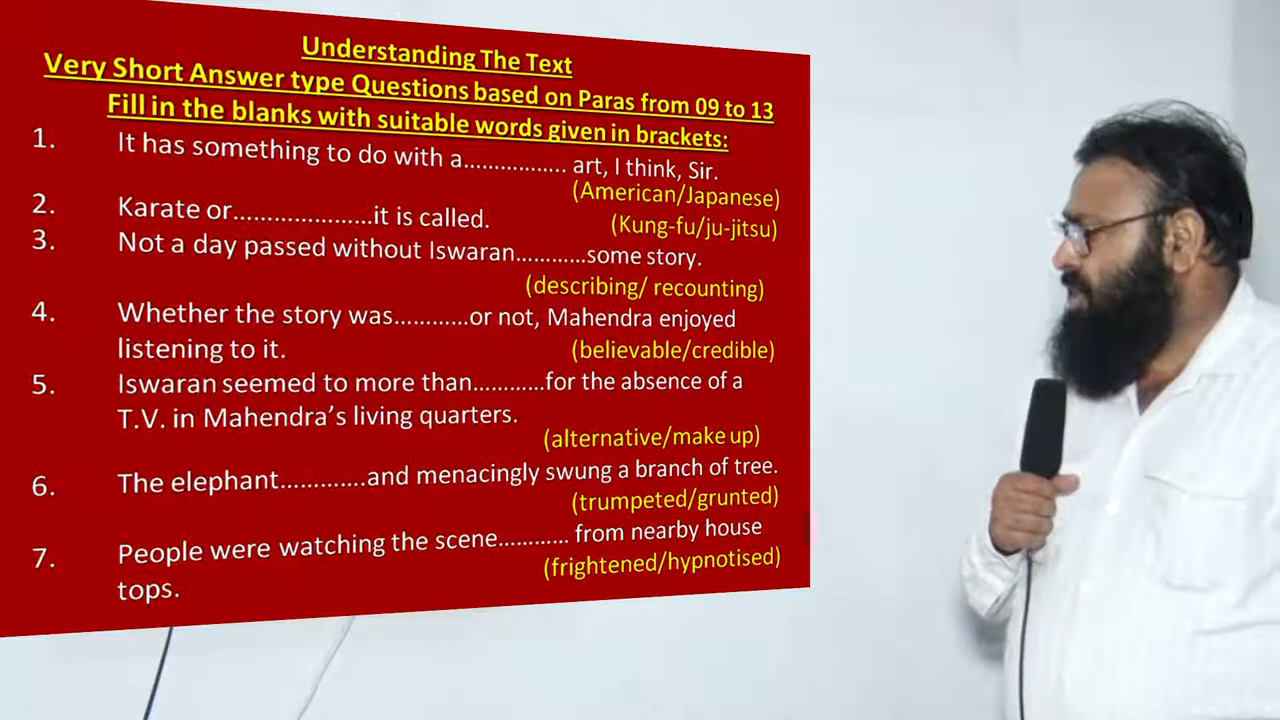 Understanding The Text
Very Short Answer type Questions based on Paras from 09 to 13
Fill in the blanks with suitable words given in brackets:
1. It has something to do with a................ art, I think, Sir.
(American/Japanese)
2. Karate or......................it is called. (Kung-fu/ju-jitsu)
3. Not a day passed without Iswaran............some story.
(describing/ recounting)
4. Whether the story was............or not, Mahendra enjoyed
listening to it. (believable/credible)
5. Iswaran seemed to more than............for the absence of a
T.V. in Mahendra's living quarters.
(alternative/make up)
6. The elephant..............and menacingly swung a branch of tree.
(trumpeted/grunted)
7. People were watching the scene............ from nearby house
tops. (frightened/hypnotised)